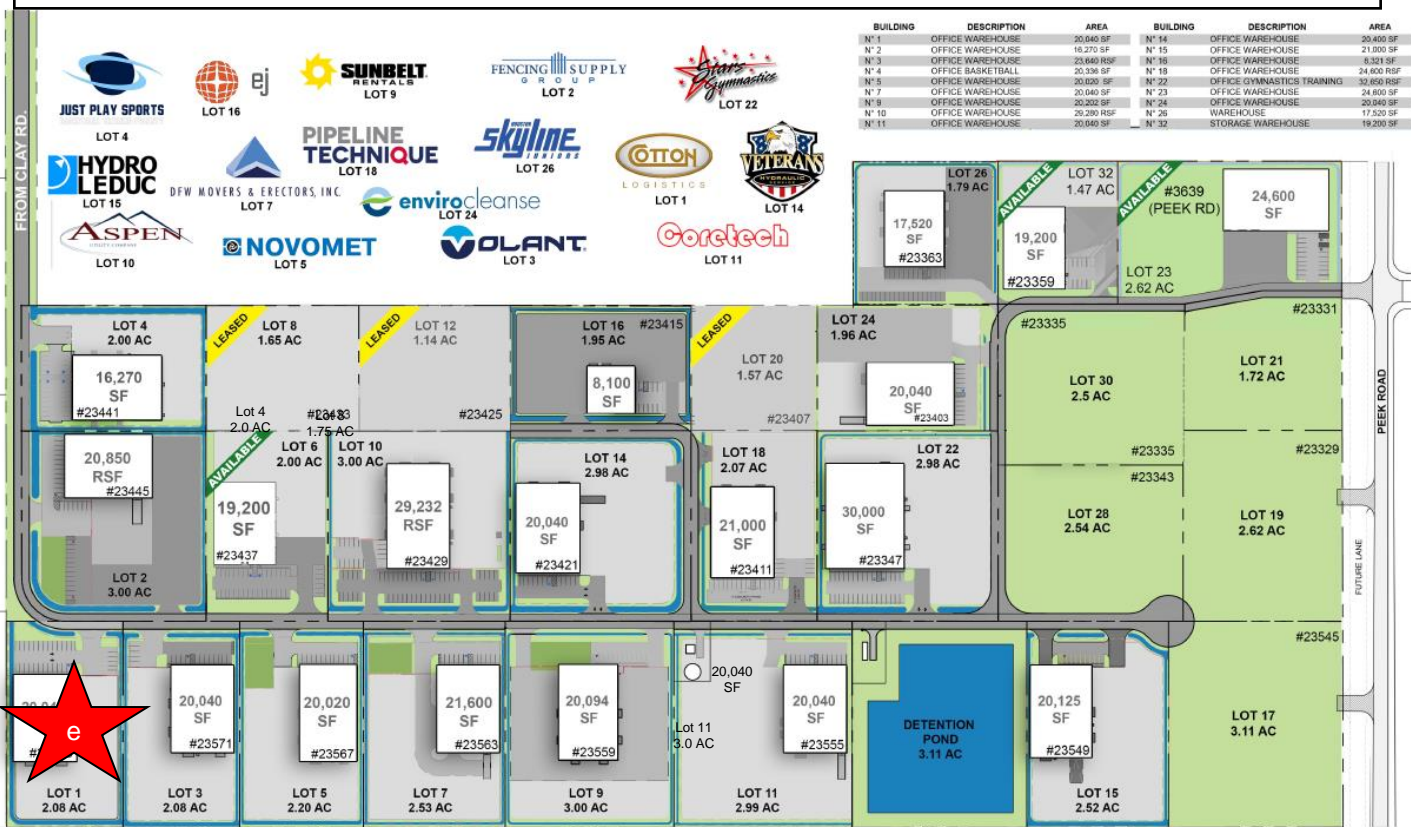 BUILDING DESCRIPTION AREA BUILDING DESCRIPTION AREA
N° 1 OFFICE WAREHOUSE 20,040 SF N° 14 OFFICE WAREHOUSE 20,400 SF
N° 2 OFFICE WAREHOUSE 16,270 SF N° 15 OFFICE WAREHOUSE 21,000 SF
N° 3 OFFICE WAREHOUSE 23,640 RSF N° 16 OFFICE WAREHOUSE 8,321 SF
N° 4 OFFICE BASKETBALL 20,336 SF N° 18 OFFICE WAREHOUSE 24,600 RSF
N° 5 OFFICE WAREHOUSE 20,020 SF N° 22 OFFICE GYMNASTICS TRAINING 32,650 RSF
N° 7 OFFICE WAREHOUSE 20,040 SF N° 23 OFFICE WAREHOUSE 24,600 SF
N° 9 OFFICE WAREHOUSE 20,202 SF N° 24 OFFICE WAREHOUSE 20,040 SF
N° 10 OFFICE WAREHOUSE 29,280 RSF N° 26 WAREHOUSE 17,520 SF
N° 11 OFFICE WAREHOUSE 20,040 SF N° 32 STORAGE WAREHOUSE 19,200 SF
FROM CLAY RD.
JUST PLAY SPORTS
LOT 4
ej
LOT 16
SUNBELT
RENTALS
LOT 9
FENCING SUPPLY
GROUP
LOT 2
Stars
Gymnastics
LOT 22
HYDRO
LEDUC
LOT 15
DFW MOVERS & ERECTORS, INC.
LOT 7
PIPELINE
TECHNIQUE
LOT 18
skyline
JUNIORS
LOT 26
COTTON
LOGISTICS
LOT 1
VETERANS
HYDRAULIC
LOT 14
ASPEN
LOT 10
envirocleanse
LOT 24
NOVOMET
LOT 5
VOLANT
LOT 3
Coretech
LOT 11
LOT 26
1.79 AC
17,520
SF
#23363
AVAILABLE
LOT 32
1.47 AC
19,200
SF
#23359
AVAILABLE
#3639
(PEEK RD)
24,600
SF
LOT 23
2.62 AC
LOT 4
2.00 AC
16,270
SF
#23441
LEASED
LOT 8
1.65 AC
Lot 4
2.0 AC
1.75 AC
LEASED
LOT 12
1.14 AC
#23425
LOT 16
1.95 AC
#23415
8,100
SF
LEASED
LOT 20
1.57 AC
#23407
LOT 24
1.96 AC
20,040
SF
#23403
#23335
LOT 30
2.5 AC
#23335
#23331
LOT 21
1.72 AC
#23329
PEEK ROAD
20,850
RSF
#23445
LOT 2
3.00 AC
AVAILABLE
LOT 6
2.00 AC
19,200
SF
#23437
LOT 10
3.00 AC
29,232
RSF
#23429
LOT 14
2.98 AC
20,040
SF
#23421
LOT 18
2.07 AC
21,000
SF
#23411
LOT 22
2.98 AC
30,000
SF
#23347
#23343
LOT 28
2.54 AC
LOT 19
2.62 AC
FUTURE LANE
e
LOT 1
2.08 AC
20,040
SF
#23571
LOT 3
2.08 AC
20,020
SF
#23567
LOT 5
2.20 AC
21,600
SF
#23563
LOT 7
2.53 AC
20,094
SF
#23559
LOT 9
3.00 AC
20,040
SF
Lot 11
3.0 AC
20,040
SF
#23555
LOT 11
2.99 AC
DETENTION
POND
3.11 AC
20,125
SF
#23549
LOT 15
2.52 AC
#23545
LOT 17
3.11 AC